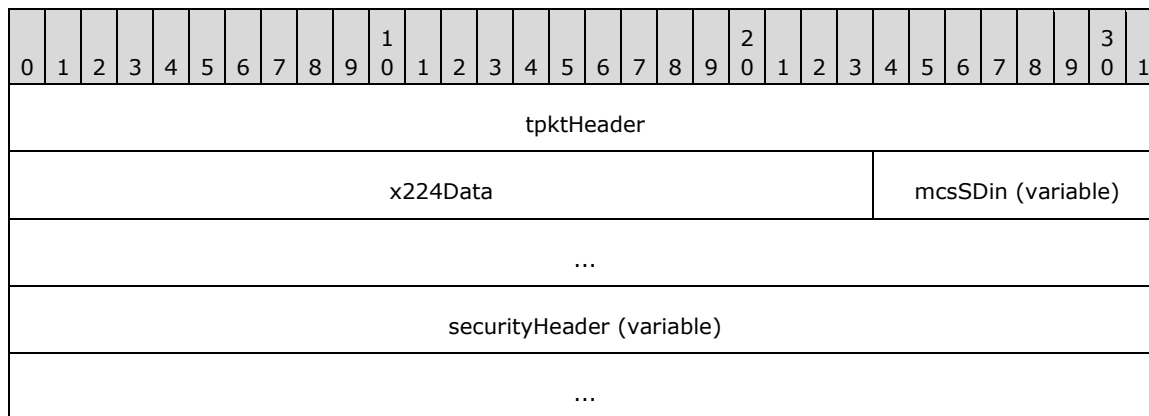 1 2 3
0 1 2 3 4 5 6 7 8 9 0 1 2 3 4 5 6 7 8 9 0 1 2 3 4 5 6 7 8 9 0 1
tpktHeader
x224Data mcsSDin (variable)
...
securityHeader (variable)
...